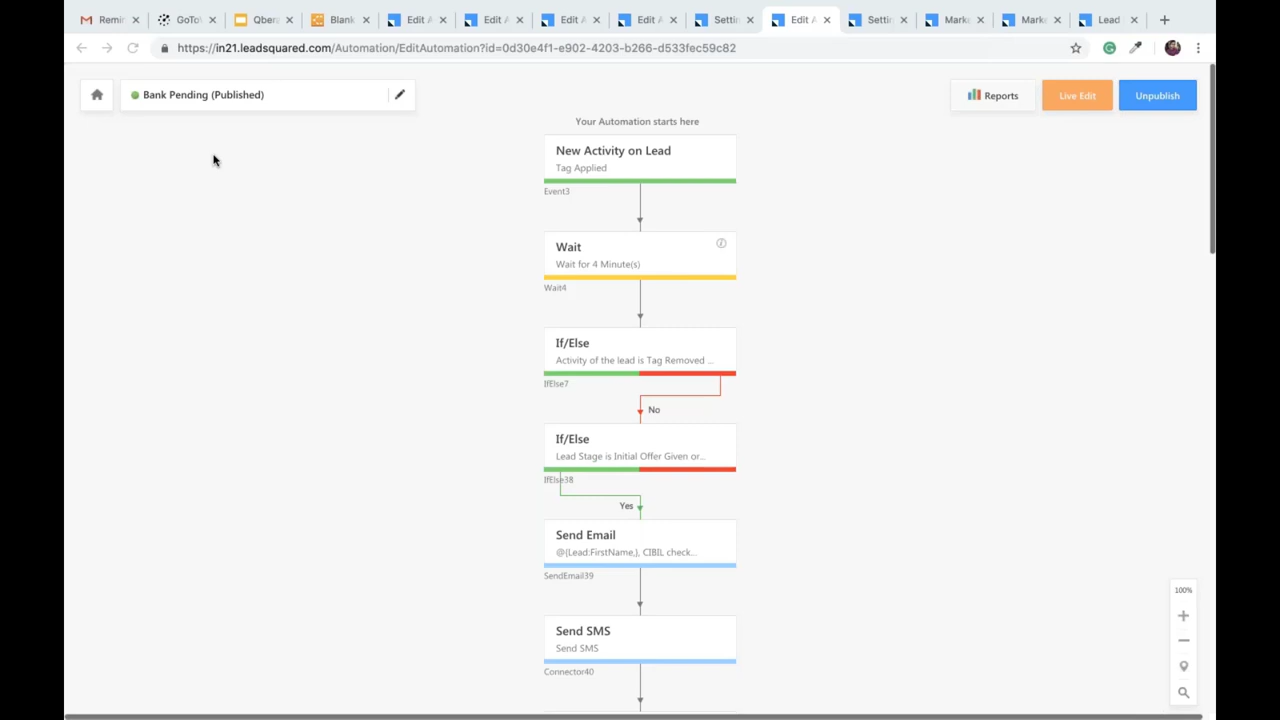 Remin
GoTo
Qber
Blank
Edit A
Edit A
Edit A
Edit A
Settin
Edit A
Settin
Mark
Mark
Lead
https://in21.leadsquared.com/Automation/EditAutomation?id=0d30e4f1-e902-4203-b266-d533fec59c82
Bank Pending (Published)
Reports
Live Edit
Unpublish
Your Automation starts here
New Activity on Lead
Tag Applied
Event3
Wait
Wait for 4 Minute(s)
Wait4
If/Else
Activity of the lead is Tag Removed ...
IfElse7
No
If/Else
Lead Stage is Initial Offer Given or...
IfElse38
Yes
Send Email
@{Lead:FirstName,}, CIBIL check...
SendEmail39
Send SMS
Send SMS
Connector40
100%